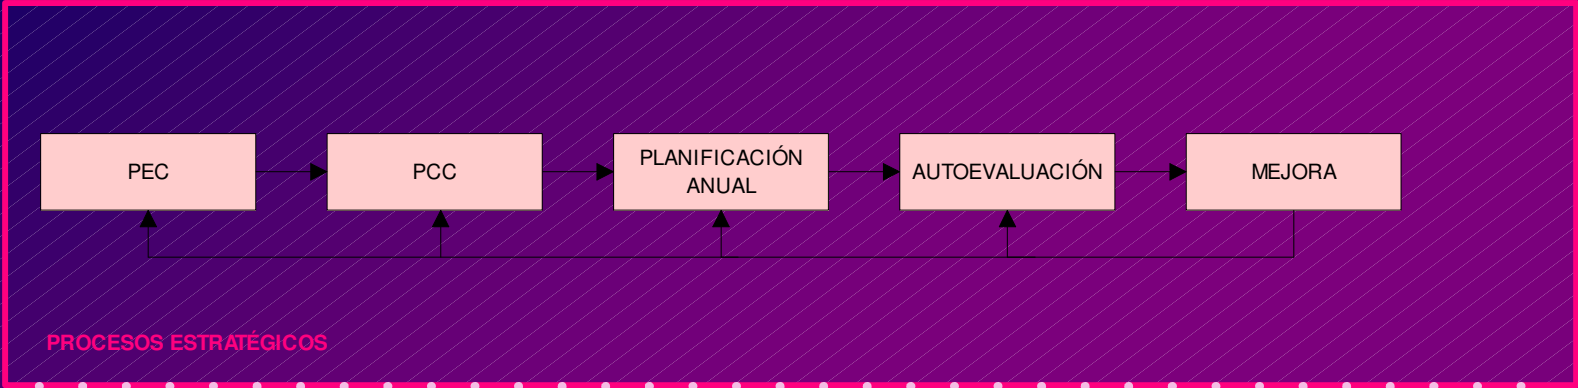 PEC
PCC
PLANIFICACIÓN
ANUAL
AUTOEVALUACIÓN
MEJORA
PROCESOS ESTRATÉGICOS